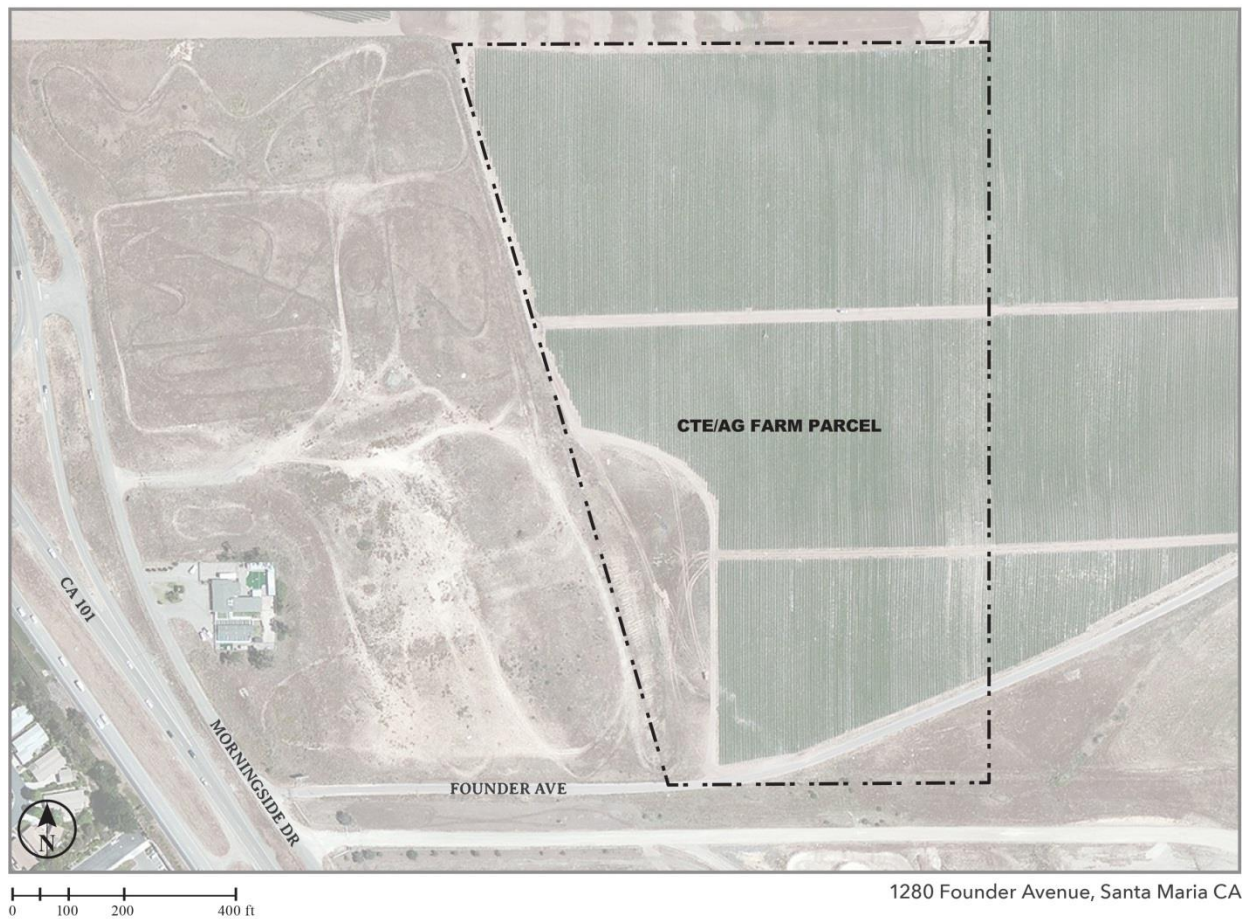 CTE/AG FARM PARCEL
CA 101
MORNINGSIDE DR
FOUNDER AVE
N
0 100 200 400 ft
1280 Founder Avenue, Santa Maria CA